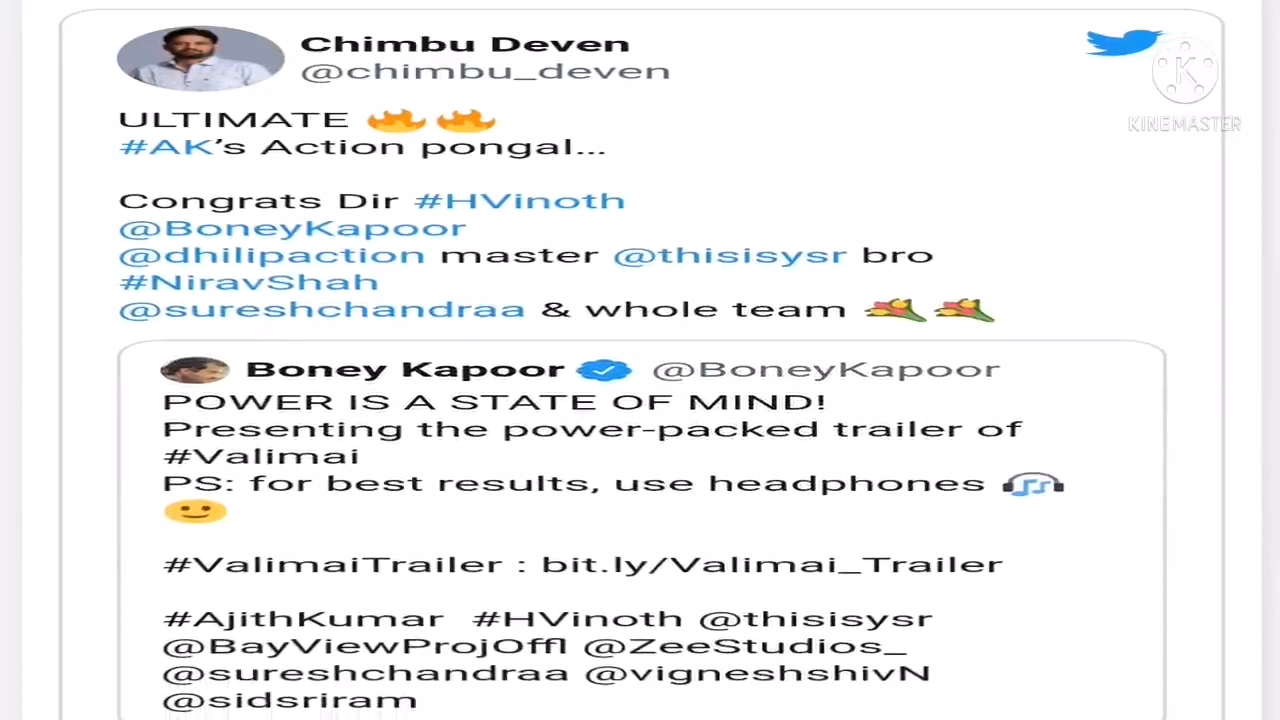 Chimbu Deven
@chimbu_deven
KINEMASTER
ULTIMATE 🔥🔥
#AK’s Action pongal...
Congrats Dir #HVinoth
@BoneyKapoor
@dhilipaction master @thisisysr bro
#NiravShah
@sureshchandraa & whole team 💐💐
Boney Kapoor @BoneyKapoor
POWER IS A STATE OF MIND!
Presenting the power-packed trailer of
#Valimai
PS: for best results, use headphones 🎧
🙂
#ValimaiTrailer : bit.ly/Valimai_Trailer
#AjithKumar #HVinoth @thisisysr
@BayViewProjOffl @ZeeStudios_
@sureshchandraa @vigneshshivN
@sidsriram